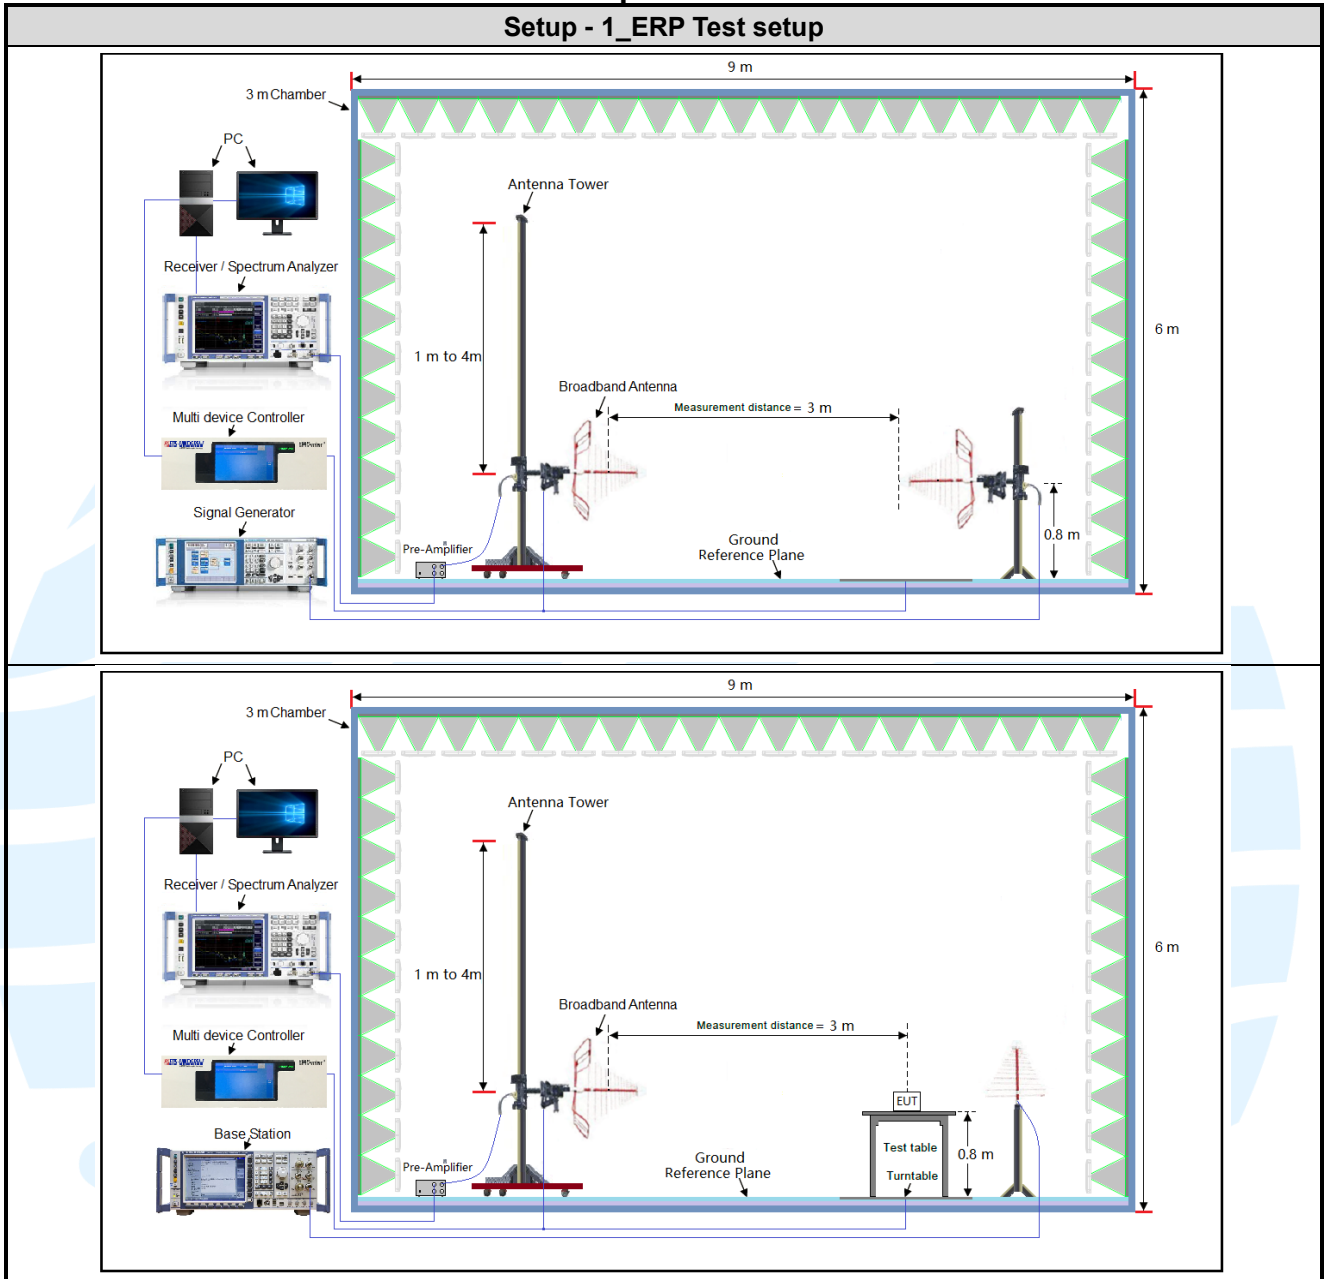 Setup - 1_ERP Test setup
9 m
3 m Chamber
PC
Antenna Tower
Receiver / Spectrum Analyzer
6 m
1 m to 4m
Broadband Antenna
Measurement distance = 3 m
Multi device Controller
Signal Generator
Ground
Reference Plane
0.8 m
Pre-Amplifier
9 m
3 m Chamber
PC
Antenna Tower
Receiver / Spectrum Analyzer
6 m
1 m to 4m
Broadband Antenna
Measurement distance = 3 m
Multi device Controller
EUT
Base Station
Test table
0.8 m
Ground
Reference Plane
Pre-Amplifier
Turntable